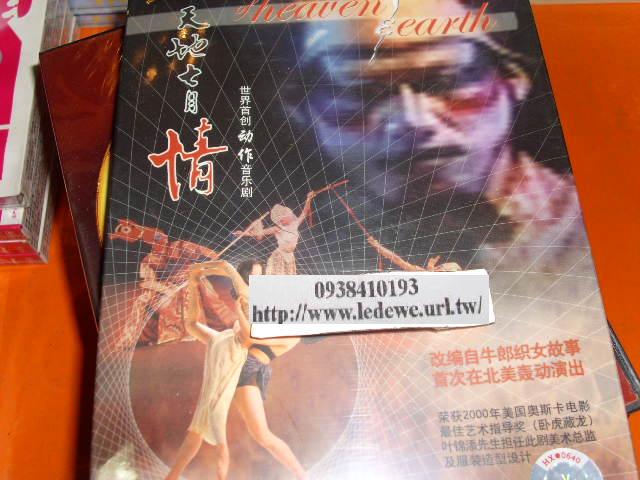 of heaven & earth
天地七月
情
世界首创动作音乐剧
0938410193
http://www.ledewe.url.tw/
改编自牛郎织女故事
首次在北美轰动演出
荣获2000年美国奥斯卡电影
最佳艺术指导奖（卧虎藏龙）
叶锦添先生担任此剧美术总监
及服装造型设计
HX●0640